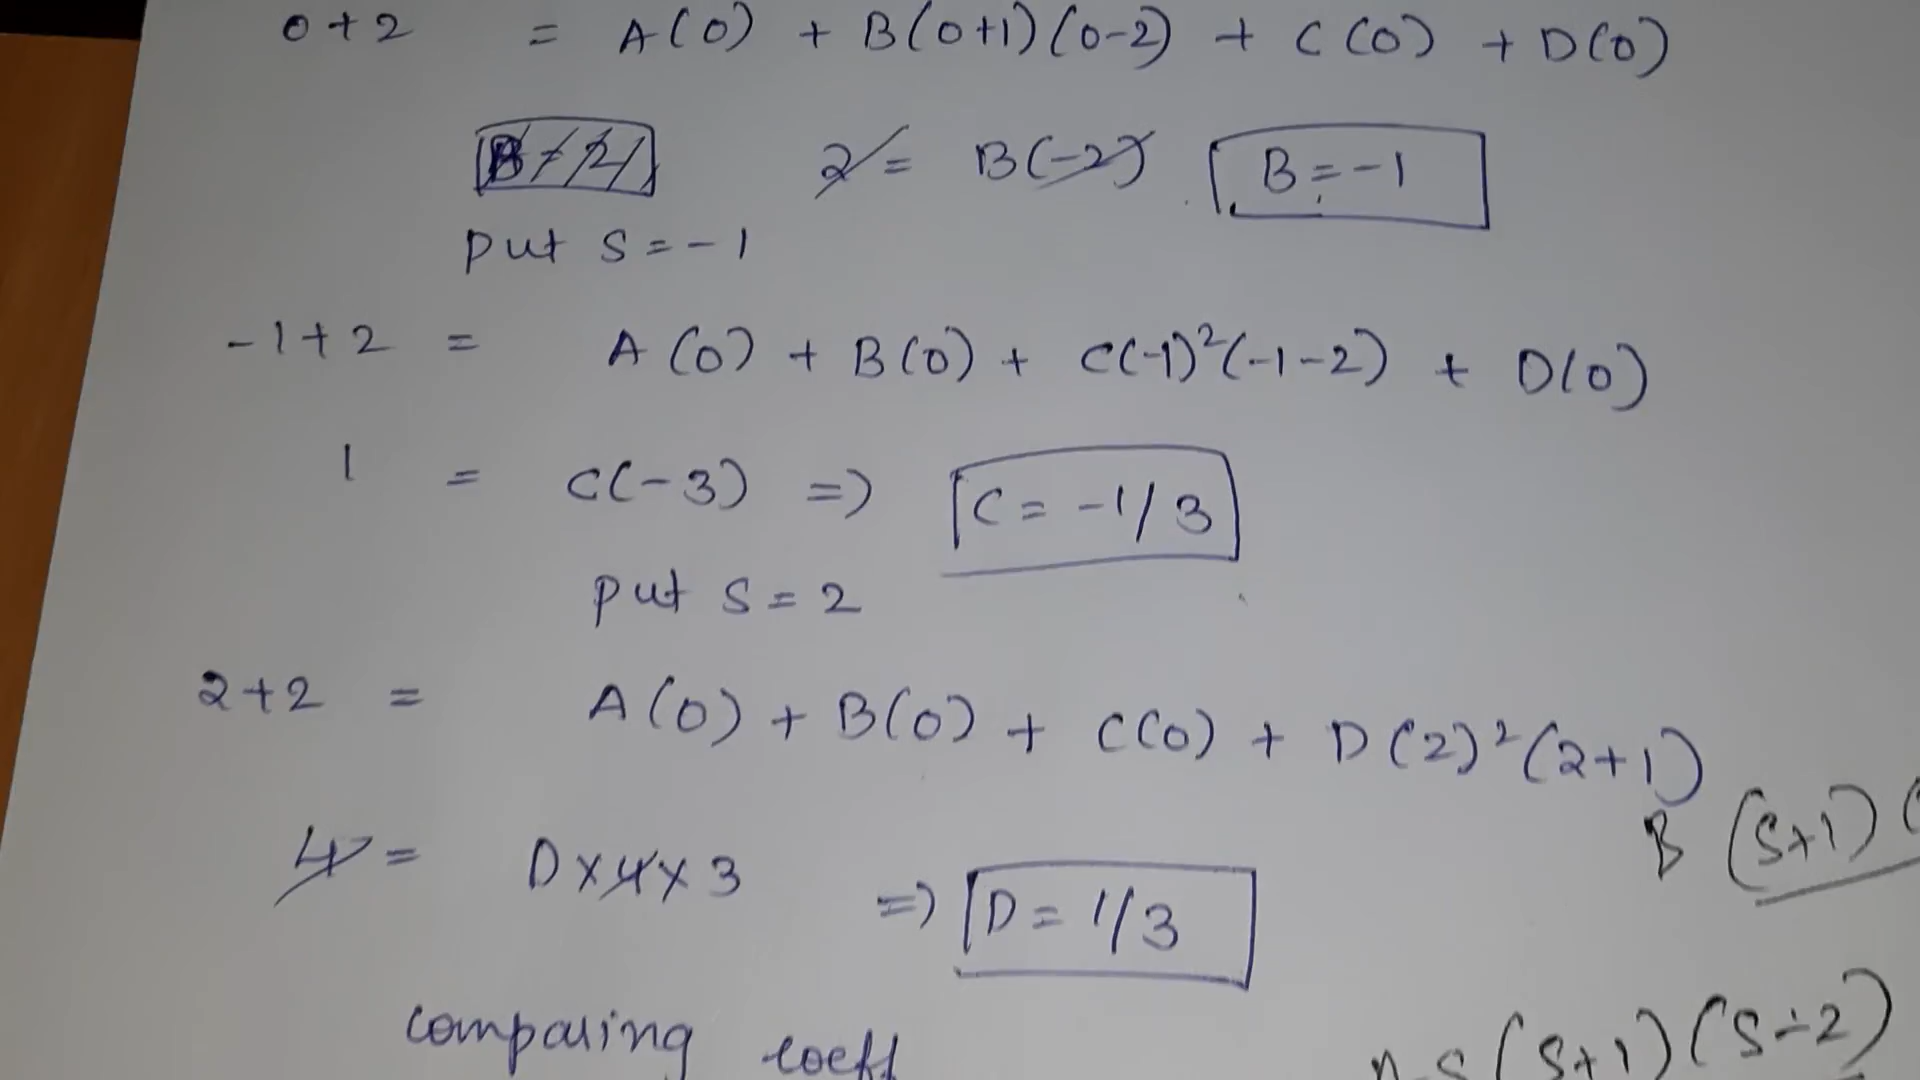 0+2 = A(0) + B(0+1)(0-2) + C(0) + D(0)
2 = B(-2) B = -1
put S = -1
-1+2 = A(0) + B(0) + C(-1)²(-1-2) + D(0)
1 = C(-3) => C = -1/3
put S = 2
2+2 = A(0) + B(0) + C(0) + D(2)²(2+1)
B (S+1) (
4 = D×4×3 => D = 1/3
comparing coeff
S(S+1)(S-2)